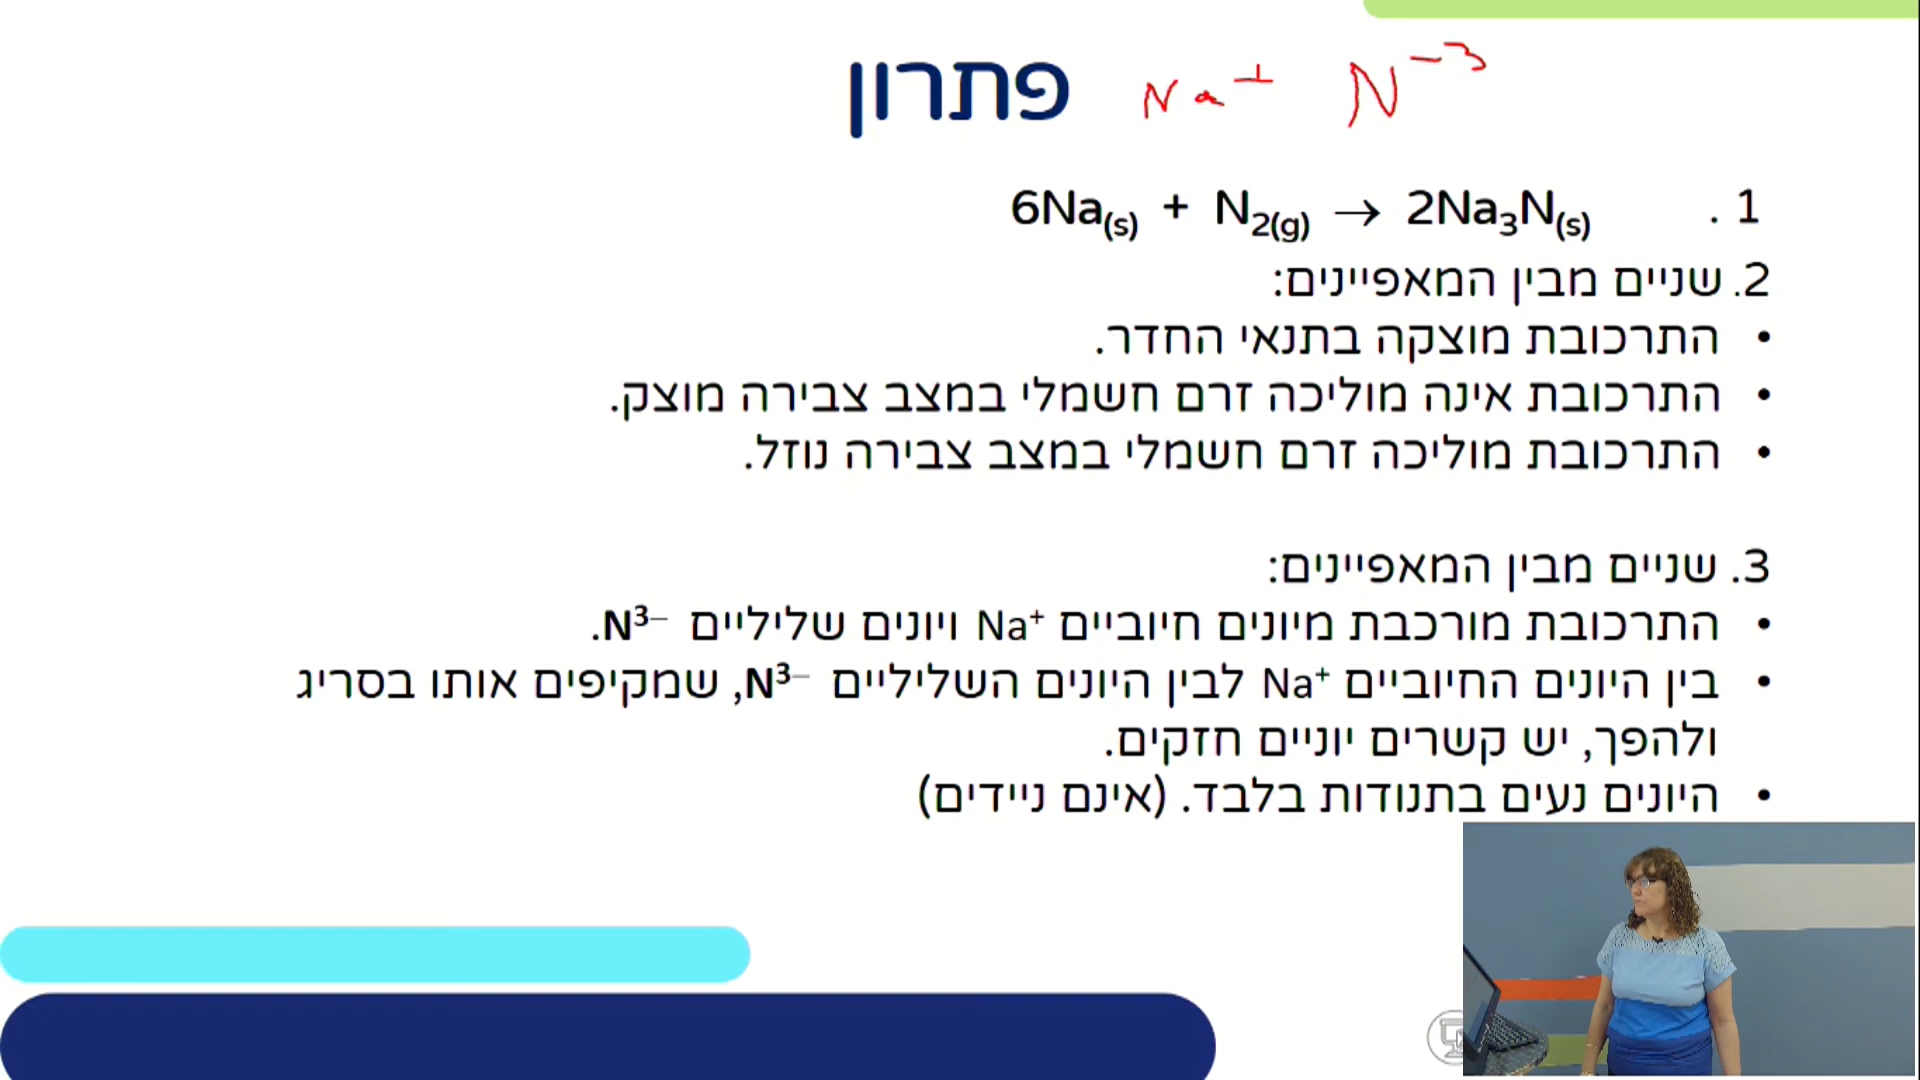 פתרון Na⁺ N⁻³
1. 6Na(s) + N₂(g) → 2Na₃N(s)
2. שניים מבין המאפיינים:
• התרכובת מוצקה בתנאי החדר.
• התרכובת אינה מוליכה זרם חשמלי במצב צבירה מוצק.
• התרכובת מוליכה זרם חשמלי במצב צבירה נוזל.
3. שניים מבין המאפיינים:
• התרכובת מורכבת מיונים חיוביים Na⁺ ויונים שליליים N³⁻.
• בין היונים החיוביים Na⁺ לבין היונים השליליים N³⁻, שמקיפים אותו בסריג
ולהפך, יש קשרים יוניים חזקים.
• היונים נעים בתנודות בלבד. (אינם ניידים)